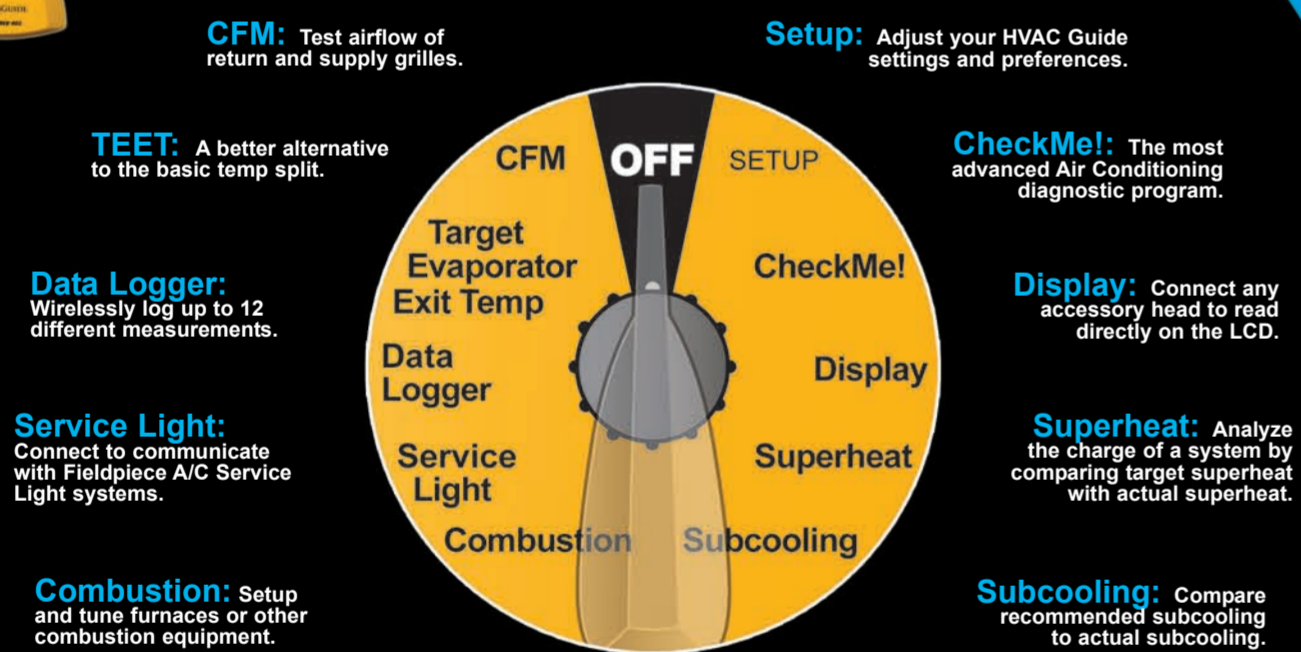 GUIDE
CFM: Test airflow of
return and supply grilles.
Setup: Adjust your HVAC Guide
settings and preferences.
TEET: A better alternative
to the basic temp split.
CheckMe!: The most
advanced Air Conditioning
diagnostic program.
Data Logger:
Wirelessly log up to 12
different measurements.
Display: Connect any
accessory head to read
directly on the LCD.
Service Light:
Connect to communicate
with Fieldpiece A/C Service
Light systems.
Superheat: Analyze
the charge of a system by
comparing target superheat
with actual superheat.
Combustion: Setup
and tune furnaces or other
combustion equipment.
Subcooling: Compare
recommended subcooling
to actual subcooling.
CFM
OFF
SETUP
Target
Evaporator
Exit Temp
CheckMe!
Data
Logger
Display
Service
Light
Superheat
Combustion
Subcooling